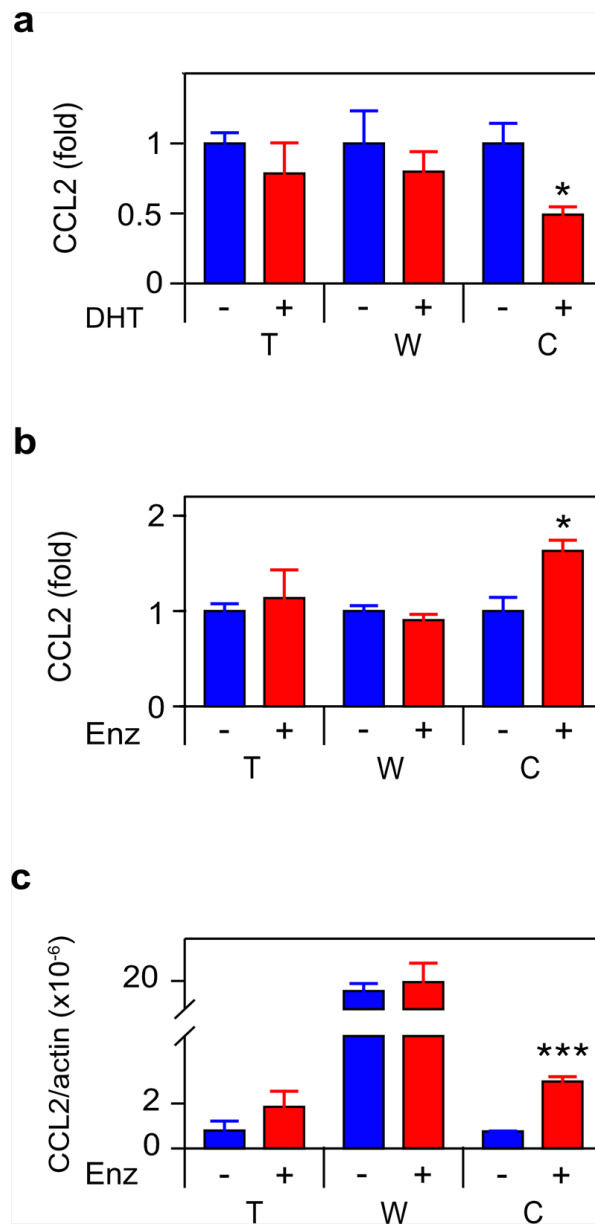 a
CCL2 (fold)
1
0.5
0
*
DHT - + - + - +
T W C
b
CCL2 (fold)
2
1
0
*
Enz - + - + - +
T W C
c
CCL2/actin (x10⁻⁶)
20
2
0
***
Enz - + - + - +
T W C